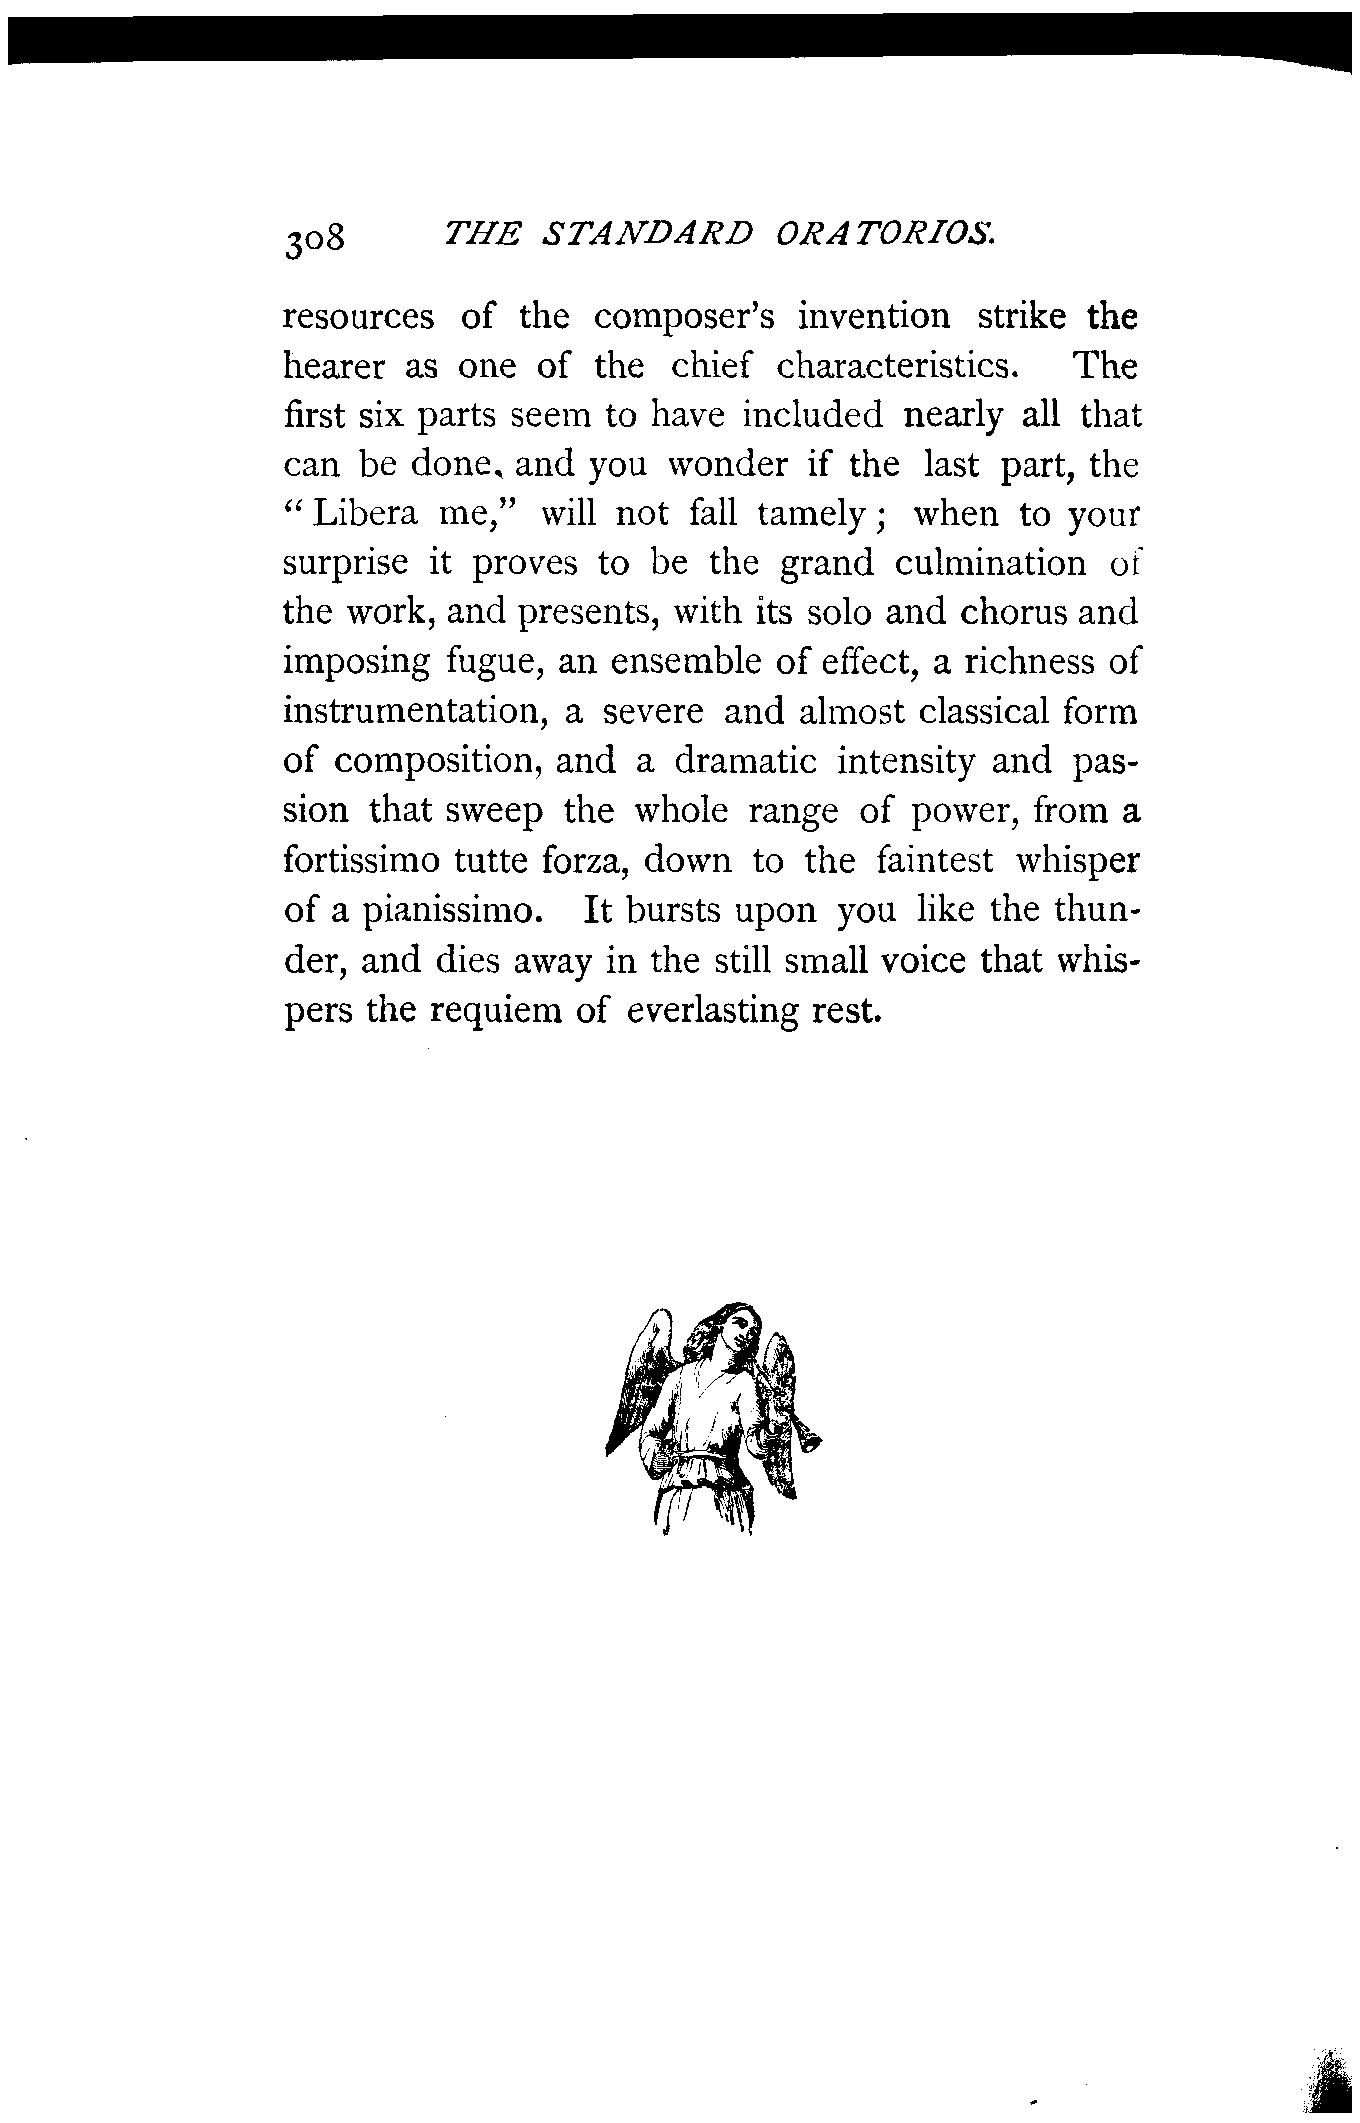 308 THE STANDARD ORATORIOS.
resources of the composer's invention strike the
hearer as one of the chief characteristics. The
first six parts seem to have included nearly all that
can be done, and you wonder if the last part, the
“ Libera me,” will not fall tamely ; when to your
surprise it proves to be the grand culmination of
the work, and presents, with its solo and chorus and
imposing fugue, an ensemble of effect, a richness of
instrumentation, a severe and almost classical form
of composition, and a dramatic intensity and pas-
sion that sweep the whole range of power, from a
fortissimo tutte forza, down to the faintest whisper
of a pianissimo. It bursts upon you like the thun-
der, and dies away in the still small voice that whis-
pers the requiem of everlasting rest.